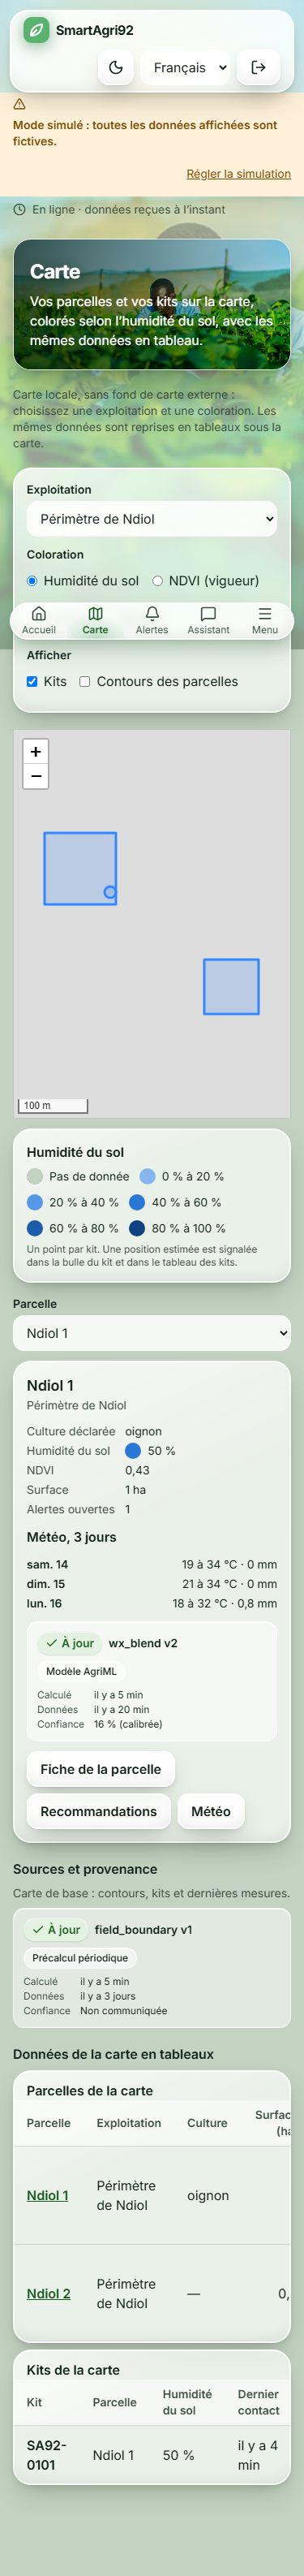 SmartAgri92
Français
Mode simulé : toutes les données affichées sont
fictives.
Régler la simulation
En ligne · données reçues à l'instant
Carte
Vos parcelles et vos kits sur la carte,
colorés selon l'humidité du sol, avec les
mêmes données en tableau.
Carte locale, sans fond de carte externe :
choisissez une exploitation et une coloration. Les
mêmes données sont reprises en tableaux sous la
carte.
Exploitation
Périmètre de Ndiol
Coloration
Humidité du sol NDVI (vigueur)
Accueil Carte Alertes Assistant Menu
Afficher
Kits Contours des parcelles
+
−
100 m
Humidité du sol
Pas de donnée 0 % à 20 %
20 % à 40 % 40 % à 60 %
60 % à 80 % 80 % à 100 %
Un point par kit. Une position estimée est signalée
dans la bulle du kit et dans le tableau des kits.
Parcelle
Ndiol 1
Ndiol 1
Périmètre de Ndiol
Culture déclarée oignon
Humidité du sol 50 %
NDVI 0,43
Surface 1 ha
Alertes ouvertes 1
Météo, 3 jours
sam. 14 19 à 34 °C · 0 mm
dim. 15 21 à 34 °C · 0 mm
lun. 16 18 à 32 °C · 0,8 mm
À jour wx_blend v2
Modèle AgriML
Calculé il y a 5 min
Données il y a 20 min
Confiance 16 % (calibrée)
Fiche de la parcelle
Recommandations Météo
Sources et provenance
Carte de base : contours, kits et dernières mesures.
À jour field_boundary v1
Précalcul périodique
Calculé il y a 5 min
Données il y a 3 jours
Confiance Non communiquée
Données de la carte en tableaux
Parcelles de la carte
Parcelle Exploitation Culture Surfac
(ha
Ndiol 1 Périmètre de Ndiol oignon
Ndiol 2 Périmètre de Ndiol — 0,
Kits de la carte
Kit Parcelle Humidité du sol Dernier contact
SA92-0101 Ndiol 1 50 % il y a 4 min